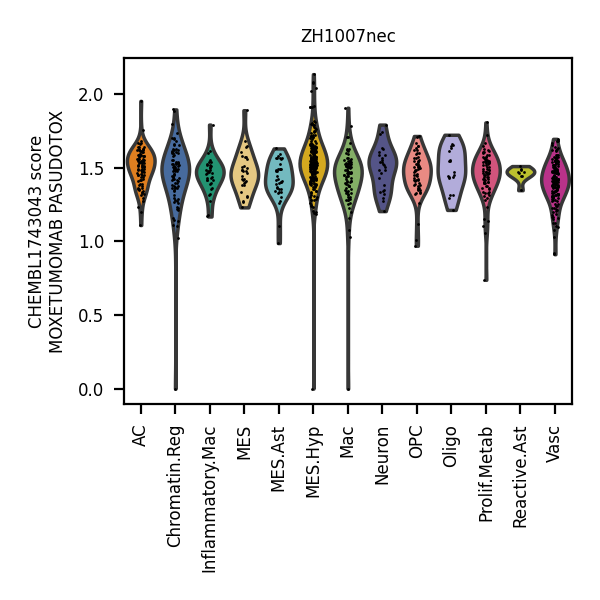 ZH1007nec
CHEMBL1743043 score
MOXETUMOMAB PASUDOTOX
2.0
1.5
1.0
0.5
0.0
AC
Chromatin.Reg
Inflammatory.Mac
MES
MES.Ast
MES.Hyp
Mac
Neuron
OPC
Oligo
Prolif.Metab
Reactive.Ast
Vasc